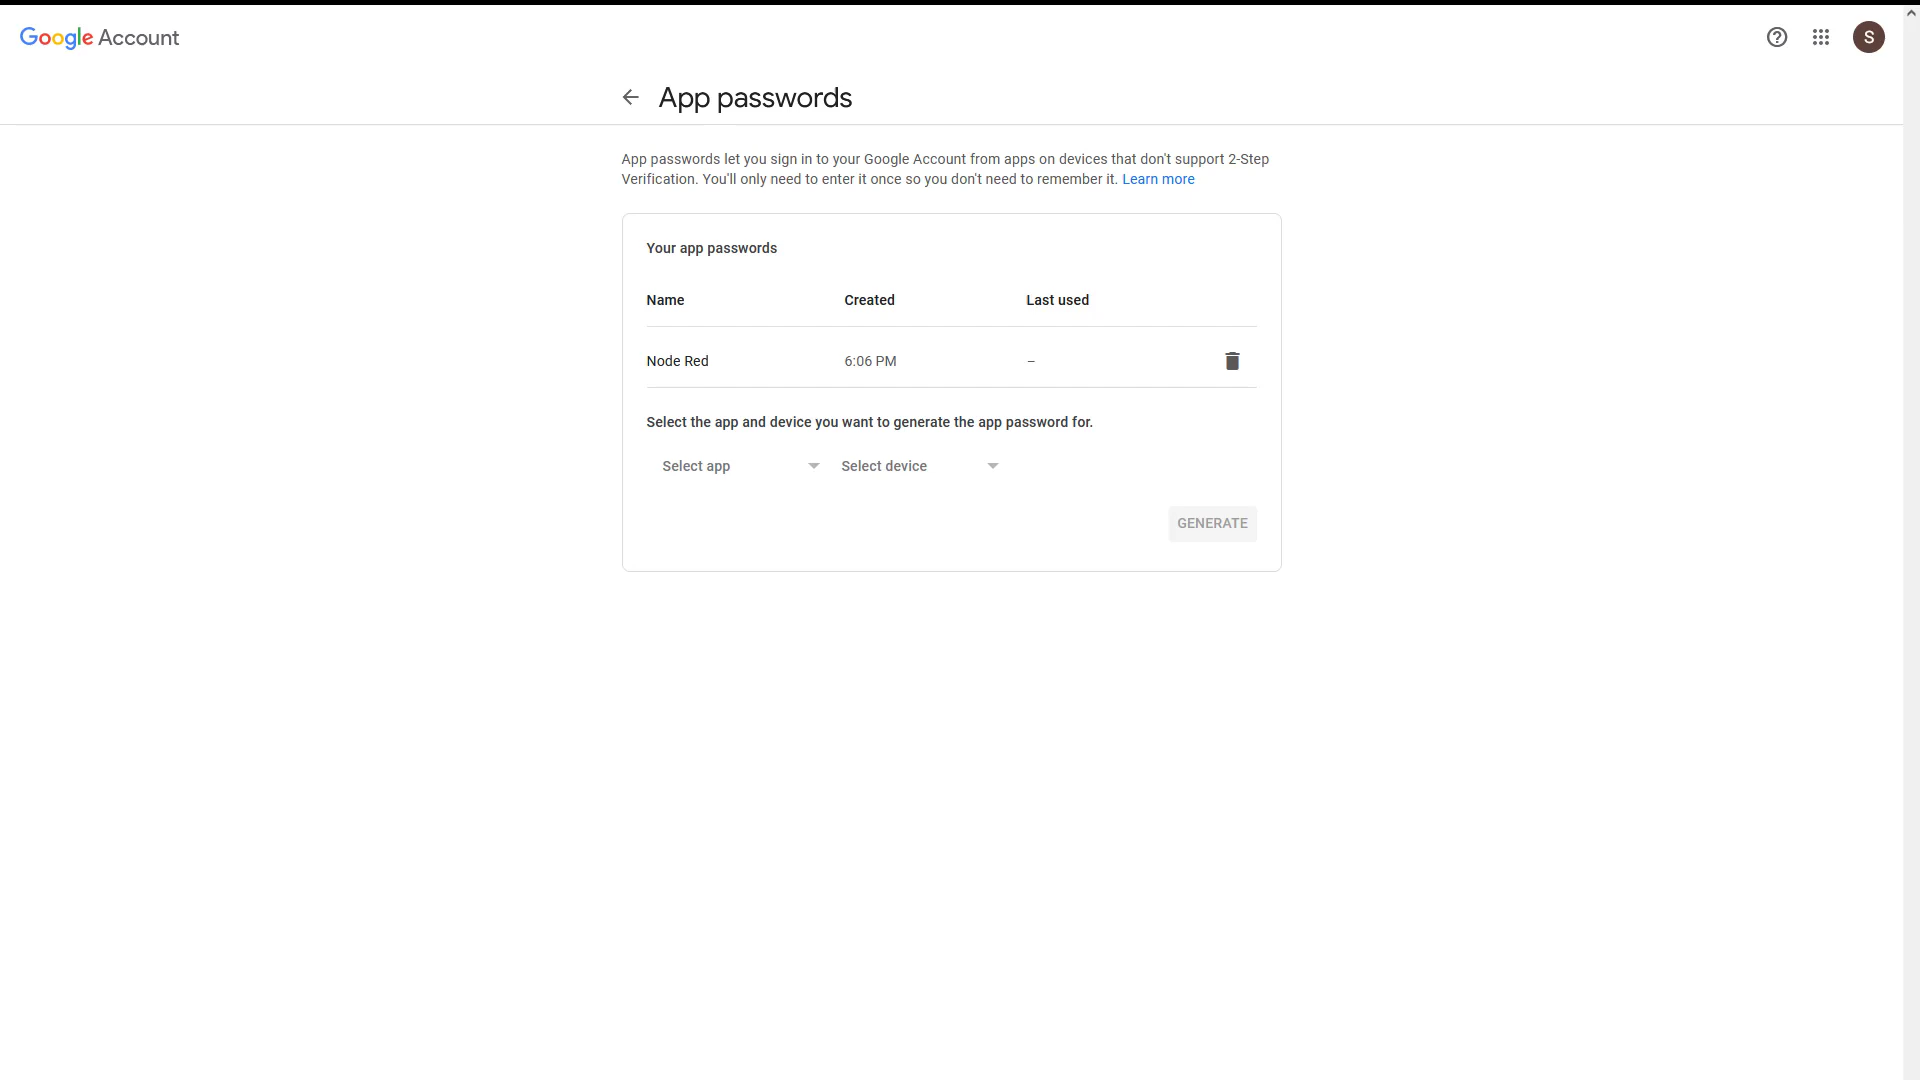 Google Account
S
App passwords
App passwords let you sign in to your Google Account from apps on devices that don't support 2-Step
Verification. You'll only need to enter it once so you don't need to remember it. Learn more
Your app passwords
Name Created Last used
Node Red 6:06 PM –
Select the app and device you want to generate the app password for.
Select app Select device
GENERATE